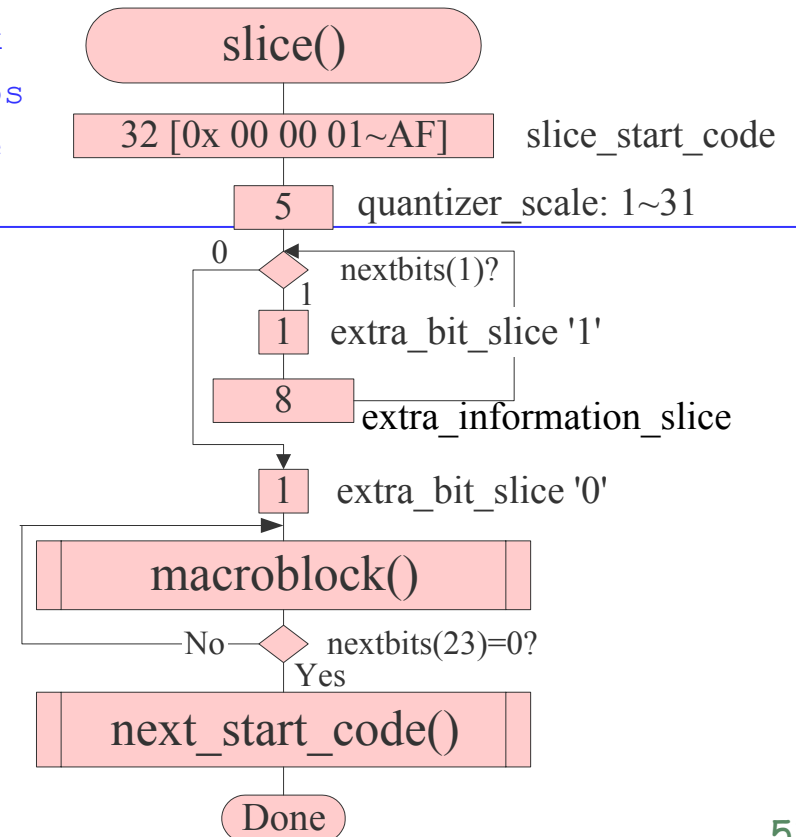 slice()
32 [0x 00 00 01~AF] slice_start_code
5 quantizer_scale: 1~31
0 nextbits(1)?
1
1 extra_bit_slice '1'
8 extra_information_slice
1 extra_bit_slice '0'
macroblock()
No nextbits(23)=0?
Yes
next_start_code()
Done
5